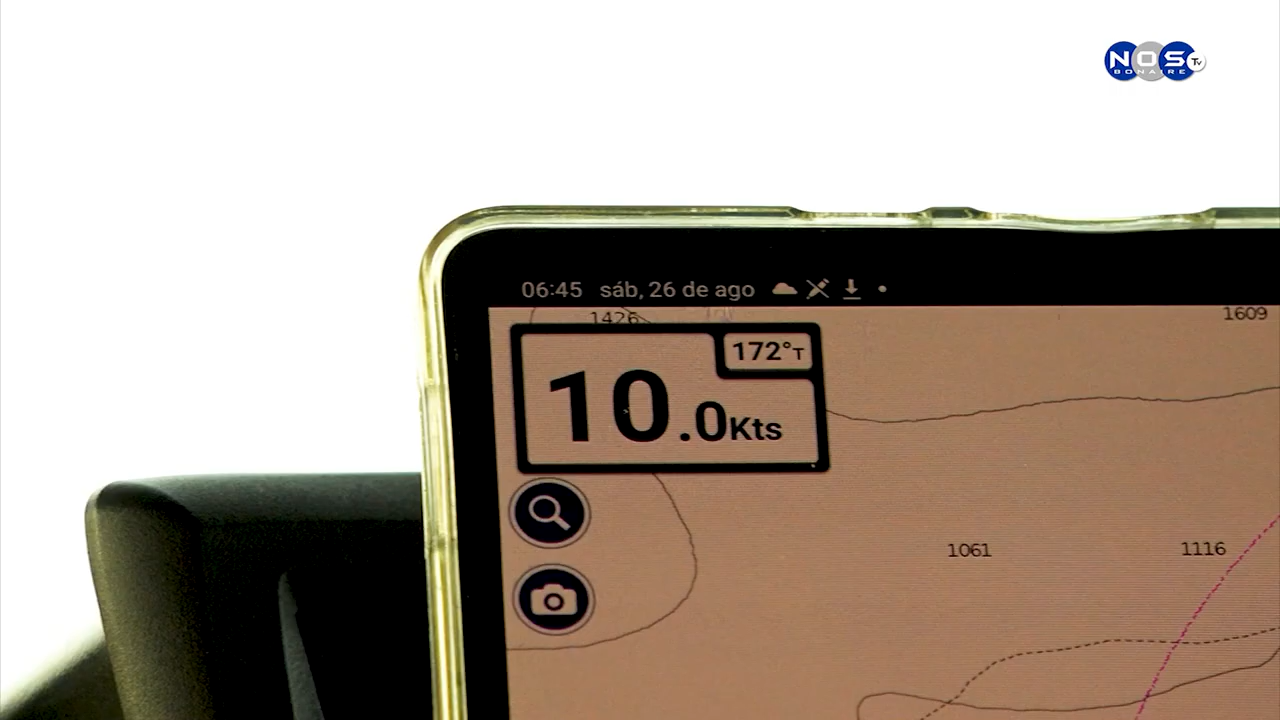 NOS Tv
BONAIRE
06:45 sáb, 26 de ago
1426
1609
172°T
10.0Kts
1061
1116